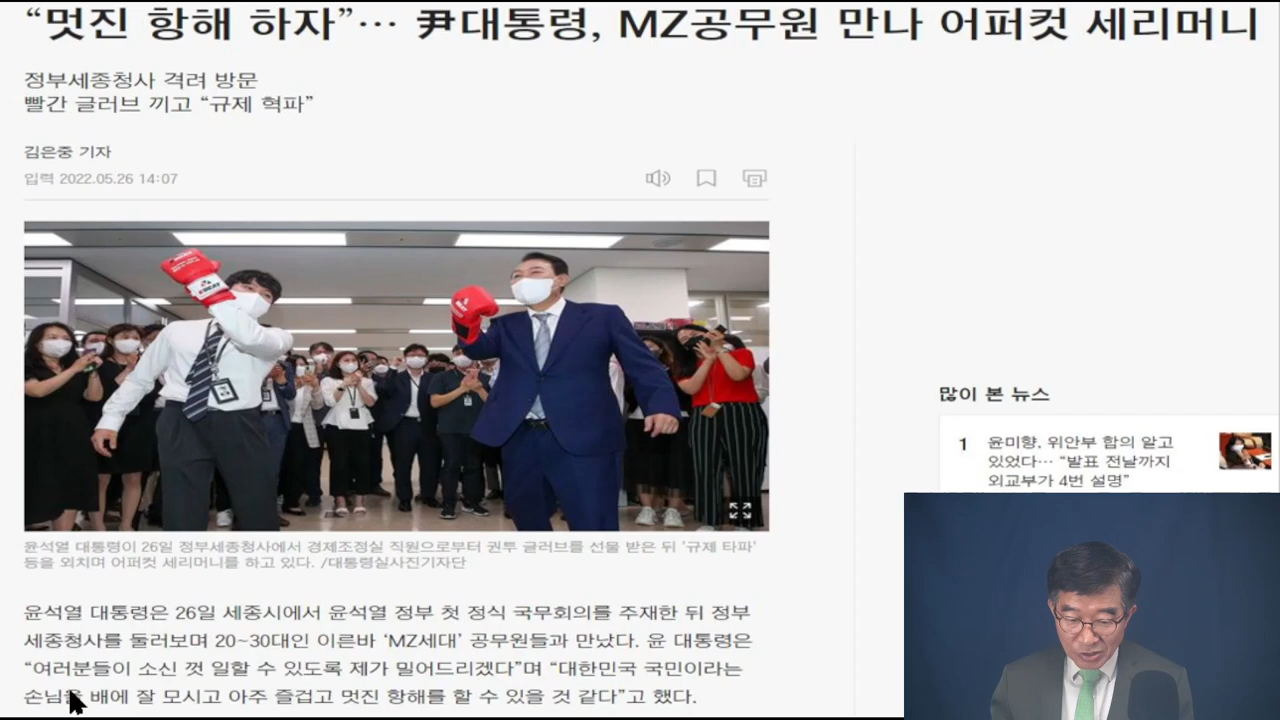 “멋진 항해 하자”… 尹대통령, MZ공무원 만나 어퍼컷 세리머니
정부세종청사 격려 방문
빨간 글러브 끼고 “규제 혁파”
김은중 기자
입력 2022.05.26 14:07
윤석열 대통령이 26일 정부세종청사에서 경제조정실 직원으로부터 권투 글러브를 선물 받은 뒤 '규제 타파'
등을 외치며 어퍼컷 세리머니를 하고 있다. /대통령실사진기자단
윤석열 대통령은 26일 세종시에서 윤석열 정부 첫 정식 국무회의를 주재한 뒤 정부
세종청사를 둘러보며 20~30대인 이른바 ‘MZ세대’ 공무원들과 만났다. 윤 대통령은
“여러분들이 소신 껏 일할 수 있도록 제가 밀어드리겠다”며 “대한민국 국민이라는
손님을 배에 잘 모시고 아주 즐겁고 멋진 항해를 할 수 있을 것 같다”고 했다.
많이 본 뉴스
1 윤미향, 위안부 합의 알고
있었다… “발표 전날까지
외교부가 4번 설명”